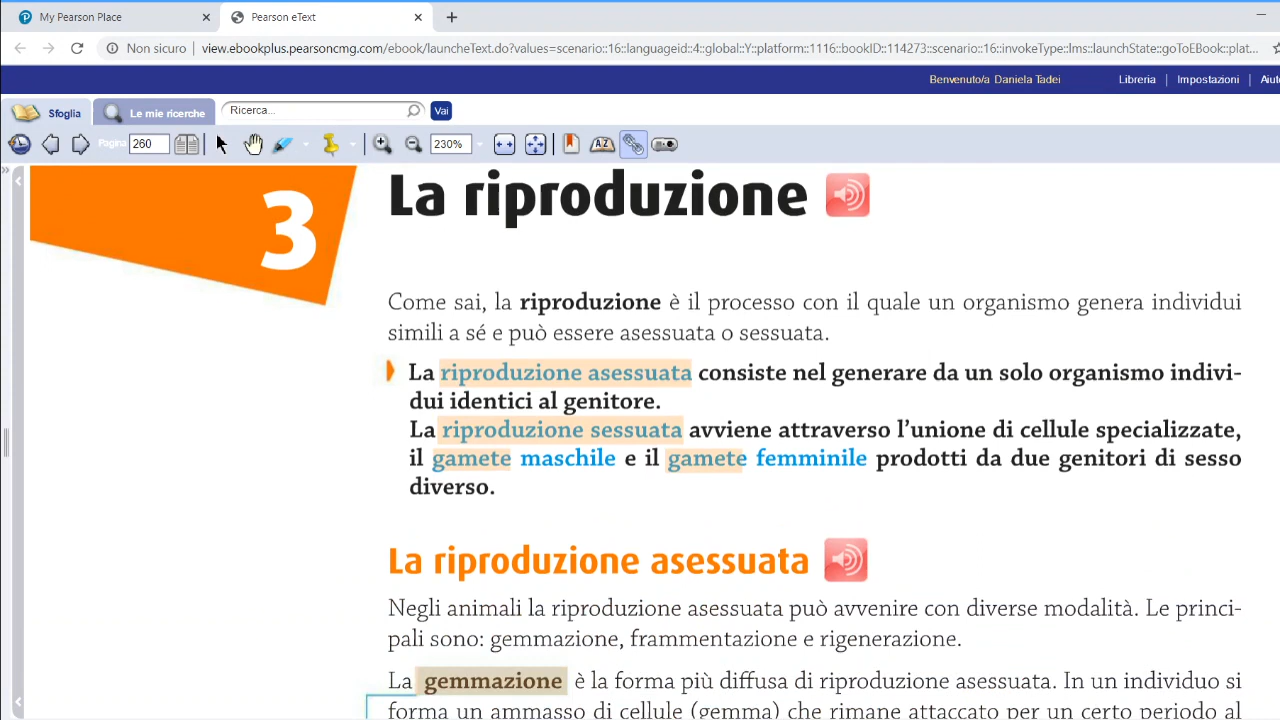 My Pearson Place
Pearson eText
Non sicuro | view.ebookplus.pearsoncmg.com/ebook/launcheText.do?values=scenario::16::languageid::4::global::Y::platform::1116::bookID::114273::scenario::16::invokeType::lms::launchState::goToEBook::plat...
Benvenuto/a Daniela Tadei
Libreria | Impostazioni | Aiut
Sfoglia
Le mie ricerche
Ricerca...
Vai
Pagina 260
230%
AZ
3
La riproduzione
Come sai, la riproduzione è il processo con il quale un organismo genera individui
simili a sé e può essere asessuata o sessuata.
La riproduzione asessuata consiste nel generare da un solo organismo indivi-
dui identici al genitore.
La riproduzione sessuata avviene attraverso l’unione di cellule specializzate,
il gamete maschile e il gamete femminile prodotti da due genitori di sesso
diverso.
La riproduzione asessuata
Negli animali la riproduzione asessuata può avvenire con diverse modalità. Le princi-
pali sono: gemmazione, frammentazione e rigenerazione.
La gemmazione è la forma più diffusa di riproduzione asessuata. In un individuo si
forma un ammasso di cellule (gemma) che rimane attaccato per un certo periodo al